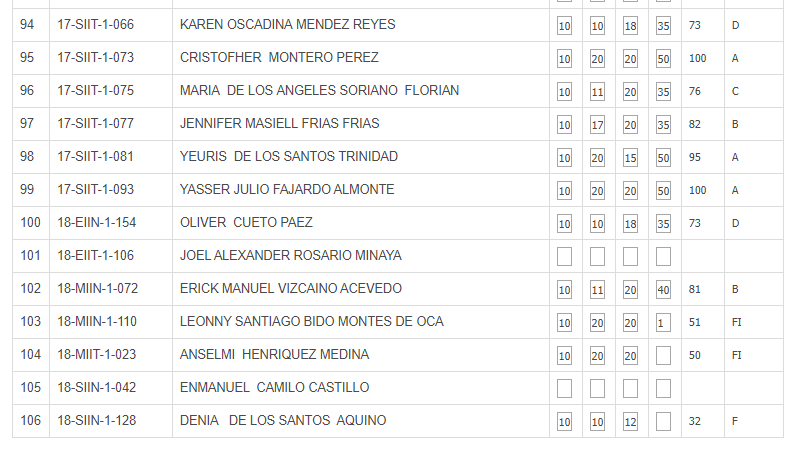 94 17-SIIT-1-066 KAREN OSCADINA MENDEZ REYES 10 10 18 35 73 D
95 17-SIIT-1-073 CRISTOFHER MONTERO PEREZ 10 20 20 50 100 A
96 17-SIIT-1-075 MARIA DE LOS ANGELES SORIANO FLORIAN 10 11 20 35 76 C
97 17-SIIT-1-077 JENNIFER MASIELL FRIAS FRIAS 10 17 20 35 82 B
98 17-SIIT-1-081 YEURIS DE LOS SANTOS TRINIDAD 10 20 15 50 95 A
99 17-SIIT-1-093 YASSER JULIO FAJARDO ALMONTE 10 20 20 50 100 A
100 18-EIIN-1-154 OLIVER CUETO PAEZ 10 10 18 35 73 D
101 18-EIIT-1-106 JOEL ALEXANDER ROSARIO MINAYA
102 18-MIIN-1-072 ERICK MANUEL VIZCAINO ACEVEDO 10 11 20 40 81 B
103 18-MIIN-1-110 LEONNY SANTIAGO BIDO MONTES DE OCA 10 20 20 1 51 FI
104 18-MIIT-1-023 ANSELMI HENRIQUEZ MEDINA 10 20 20 50 FI
105 18-SIIN-1-042 ENMANUEL CAMILO CASTILLO
106 18-SIIN-1-128 DENIA DE LOS SANTOS AQUINO 10 10 12 32 F